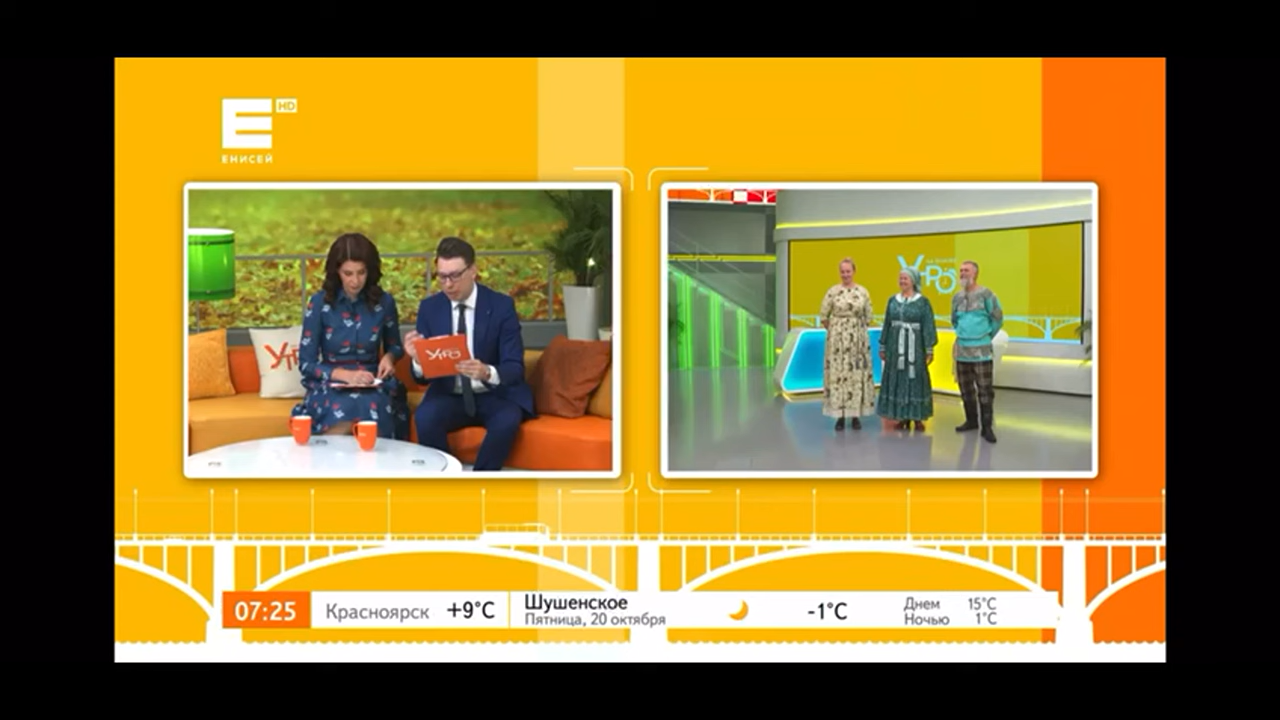 HD
ЕНИСЕЙ
УТРО
УТРО
УТРО
07:25
Красноярск +9°C
Шушенское
Пятница, 20 октября
-1°C
Днем 15°C
Ночью 1°C